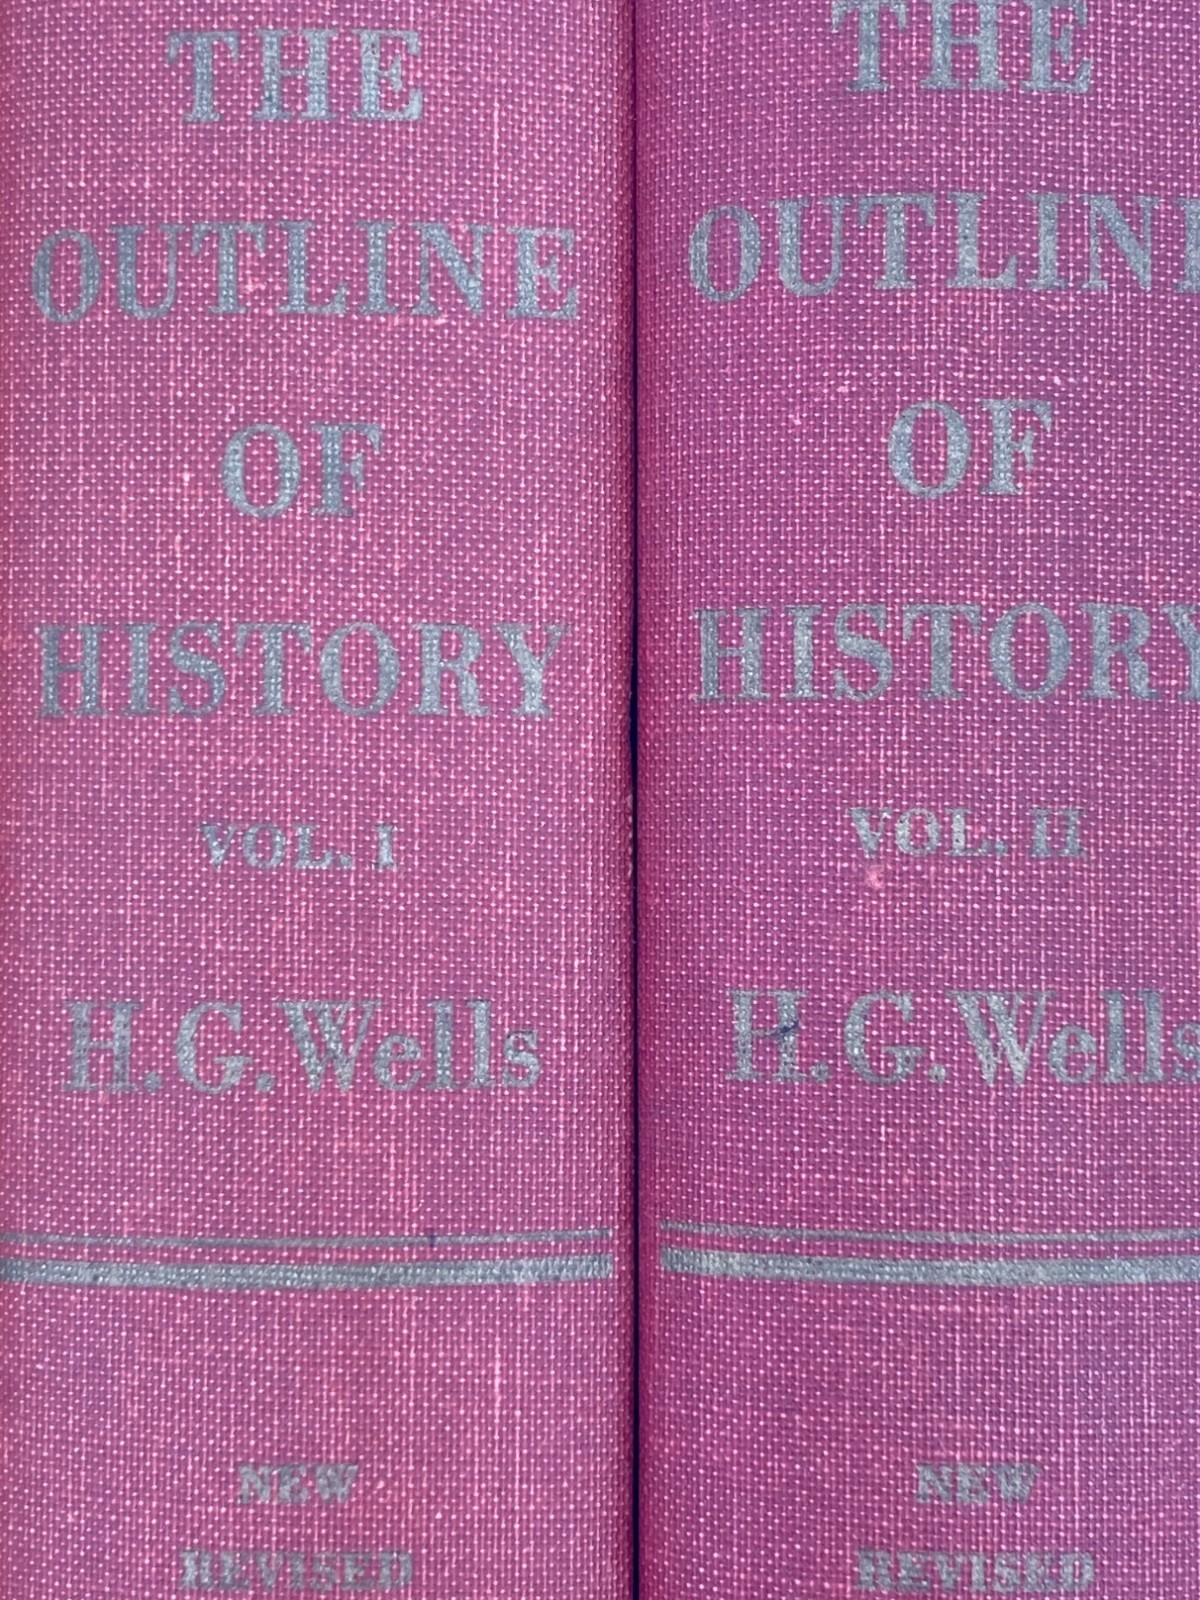 THE
OUTLINE
OF
HISTORY
VOL. I
H.G.Wells
NEW
REVISED
THE
OUTLINE
OF
HISTORY
VOL. II
H.G.Wells
NEW
REVISED